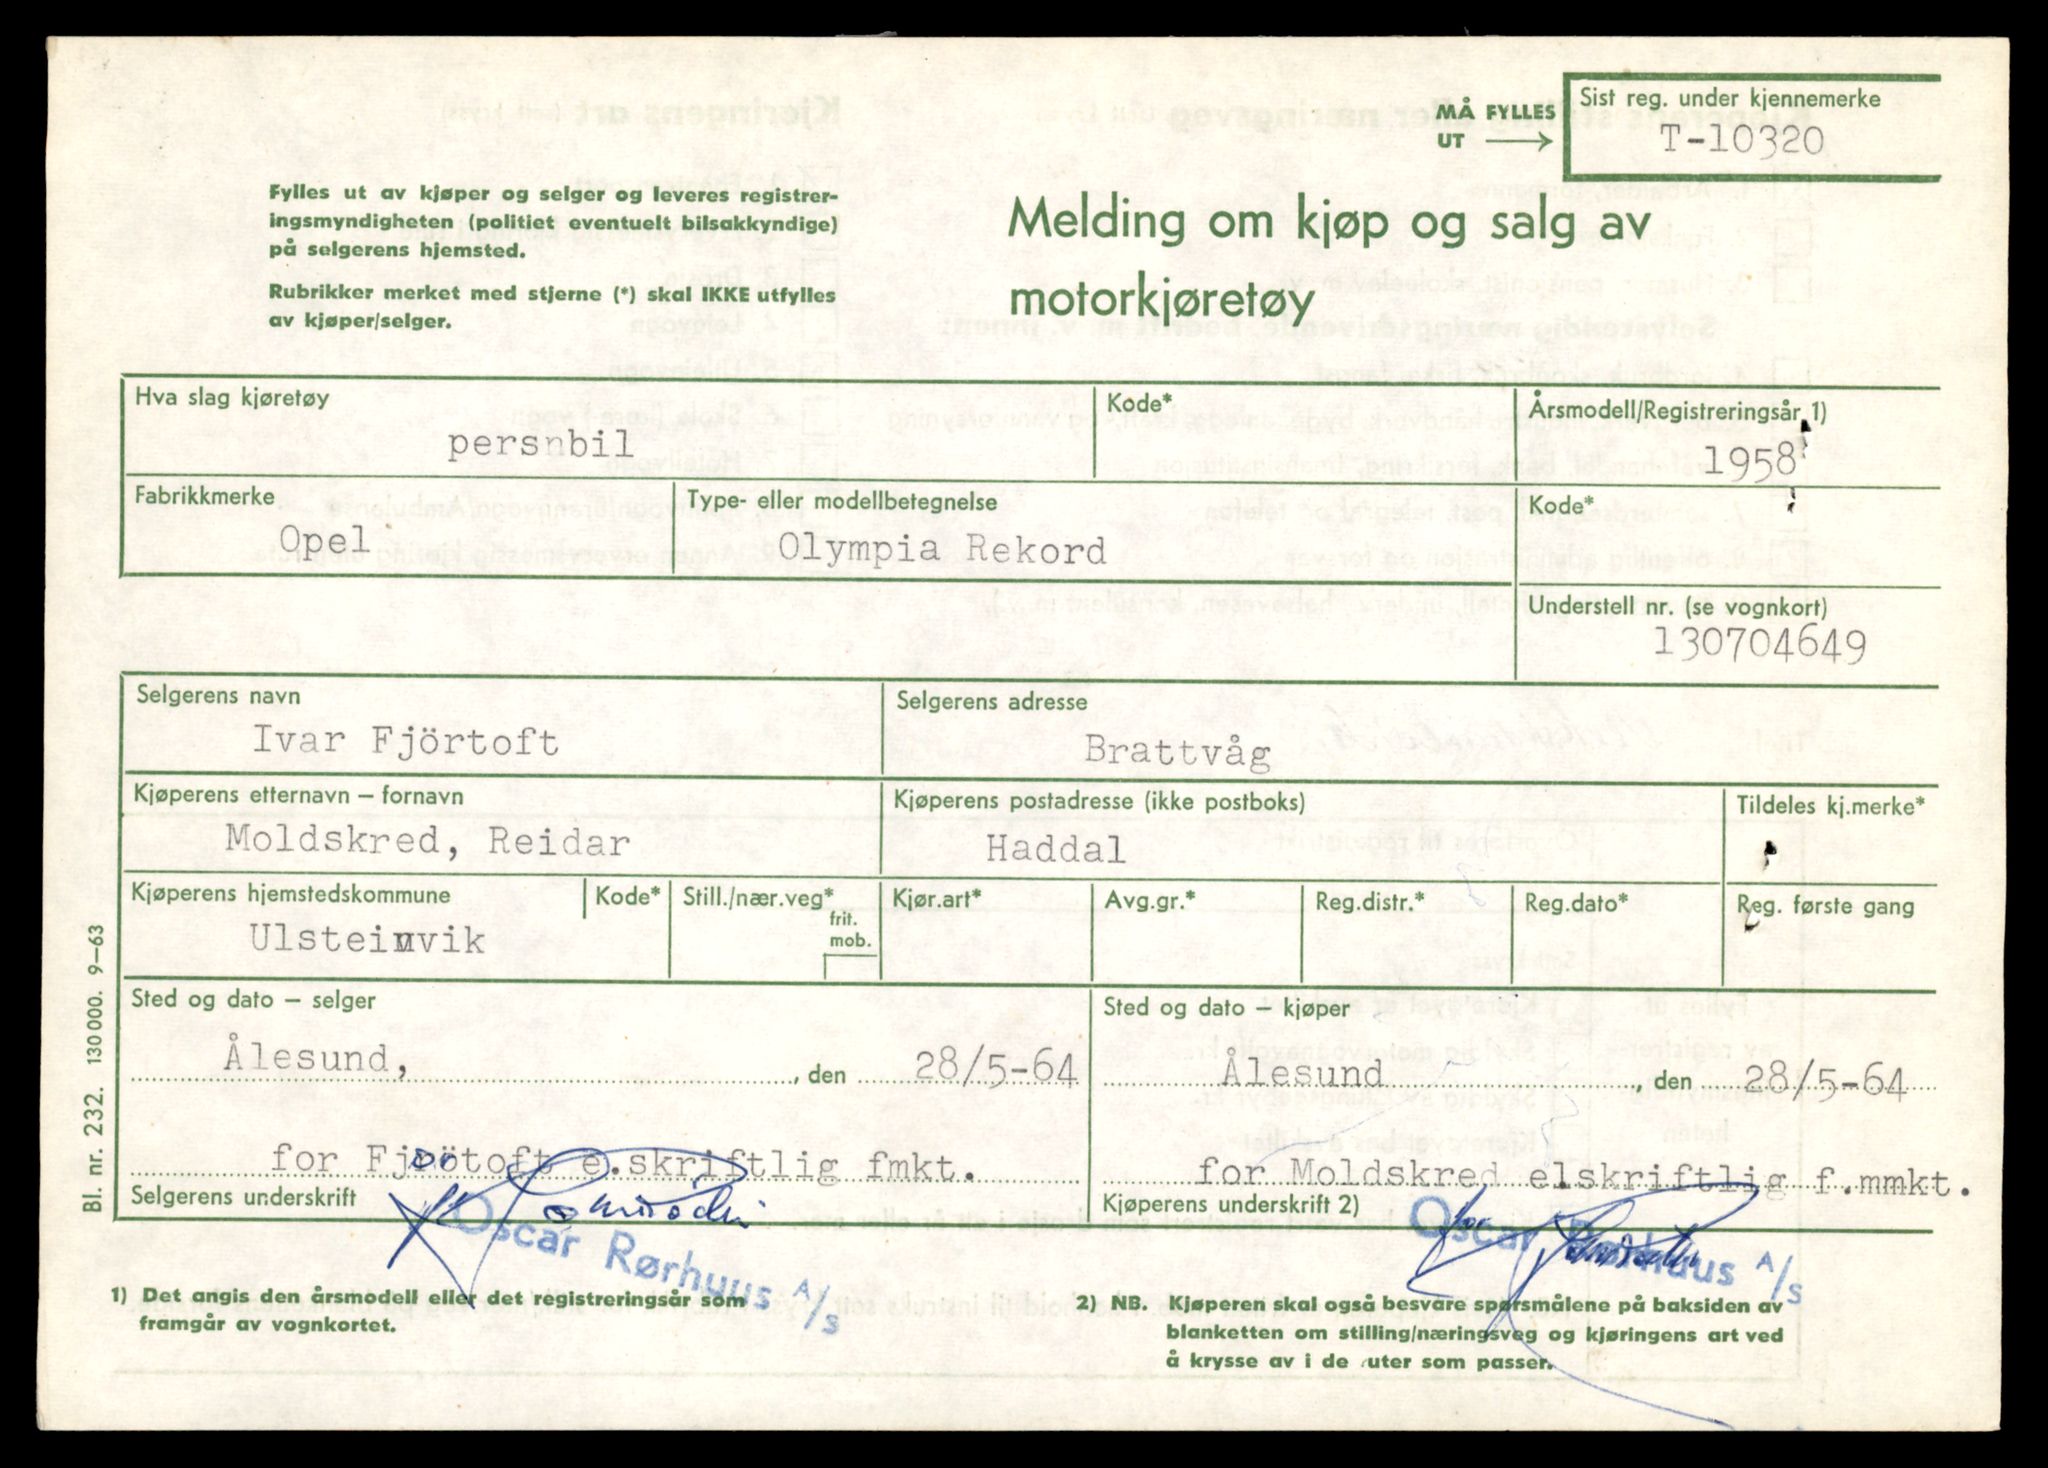 MÅ FYLLES
UT
Sist reg. under kjennemerke
T-10320
Fylles ut av kjøper og selger og leveres registrer-
ingsmyndigheten (politiet eventuelt bilsakkyndige)
på selgerens hjemsted.
Rubrikker merket med stjerne (*) skal IKKE utfylles
av kjøper/selger.
Melding om kjøp og salg av
motorkjøretøy
Hva slag kjøretøy
persnbil
Kode*
Årsmodell/Registreringsår 1)
1958
Fabrikkmerke
Opel
Type- eller modellbetegnelse
Olympia Rekord
Kode*
Understell nr. (se vognkort)
130704649
Selgerens navn
Ivar Fjörtoft
Selgerens adresse
Brattvåg
Kjøperens etternavn – fornavn
Moldskred, Reidar
Kjøperens postadresse (ikke postboks)
Haddal
Tildeles kj.merke*
Kjøperens hjemstedskommune
Ulsteinvik
Kode*
Still./nær.veg*
frit.
mob.
Kjør.art*
Avg.gr.*
Reg.distr.*
Reg.dato*
Reg. første gang
Sted og dato – selger
Ålesund, , den 28/5-64
Sted og dato – kjøper
Ålesund , den 28/5-64
for Fjrötoft e.skriftlig fmkt.
Selgerens underskrift
Oscar Rørhuus A/S
for Moldskred elskriftlig f.mmkt.
Kjøperens underskrift 2)
Oscar Rørhuus A/S
1) Det angis den årsmodell eller det registreringsår som
framgår av vognkortet.
2) NB. Kjøperen skal også besvare spørsmålene på baksiden av
blanketten om stilling/næringsveg og kjøringens art ved
å krysse av i de ruter som passer.
Bl. nr. 232. 130 000. 9–63